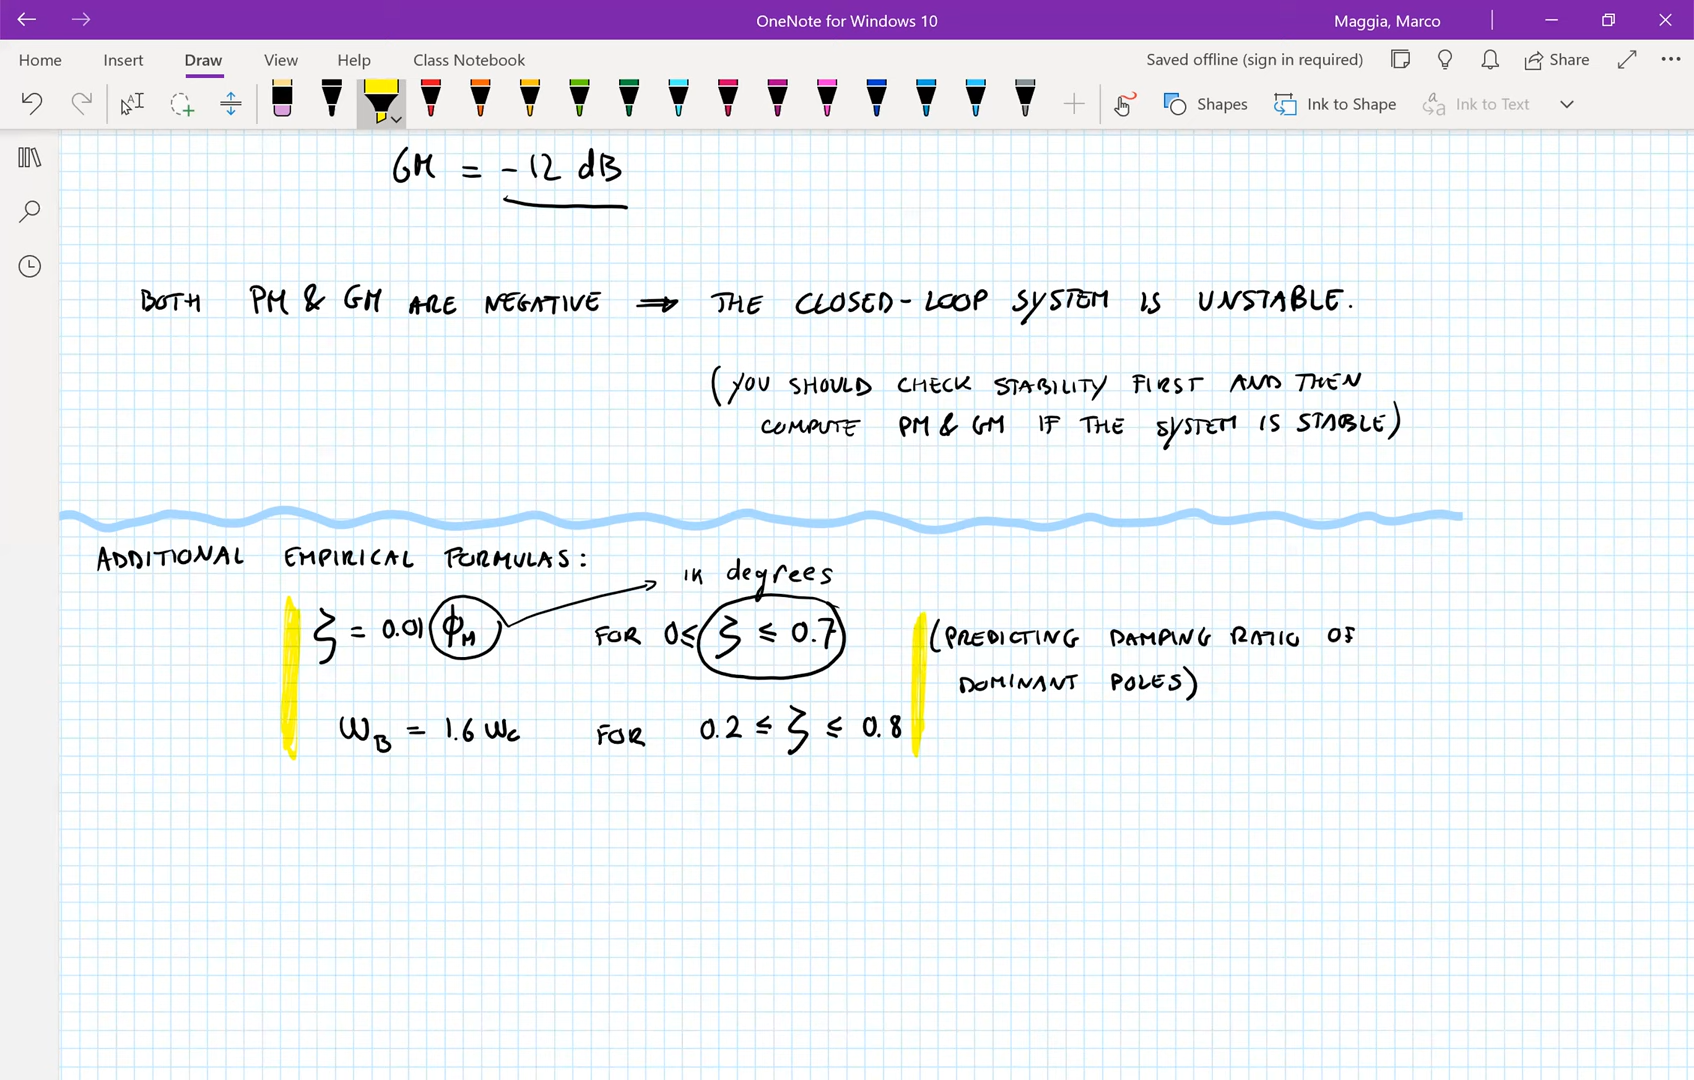 OneNote for Windows 10
Maggia, Marco
Home Insert Draw View Help Class Notebook
Saved offline (sign in required) Share
Shapes Ink to Shape Ink to Text
GM = -12 dB
BOTH PM & GM ARE NEGATIVE ⇒ THE CLOSED-LOOP SYSTEM IS UNSTABLE.
(YOU SHOULD CHECK STABILITY FIRST AND THEN
COMPUTE PM & GM IF THE SYSTEM IS STABLE)
ADDITIONAL EMPIRICAL FORMULAS:
in degrees
ζ = 0.01 ϕ_M FOR 0 ≤ ζ ≤ 0.7 (PREDICTING DAMPING RATIO OF
DOMINANT POLES)
ω_B = 1.6 ω_c FOR 0.2 ≤ ζ ≤ 0.8